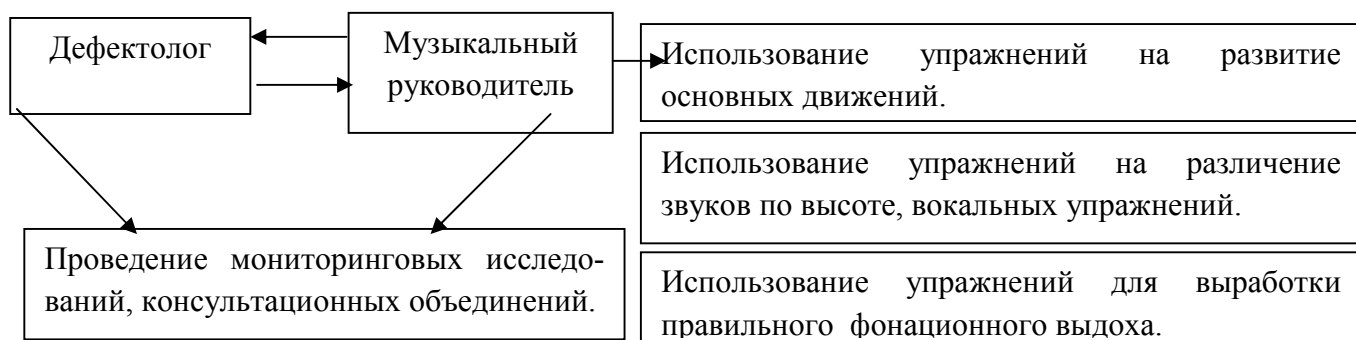 Дефектолог
Музыкальный
руководитель
Использование упражнений на развитие
основных движений.
Использование упражнений на различение
звуков по высоте, вокальных упражнений.
Проведение мониторинговых исследо-
ваний, консультационных объединений.
Использование упражнений для выработки
правильного фонационного выдоха.